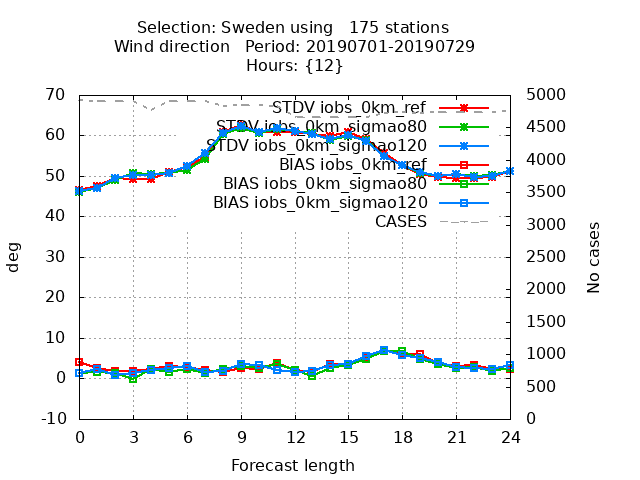 Selection: Sweden using 175 stations
Wind direction Period: 20190701-20190729
Hours: {12}
STDV iobs_0km_ref
STDV iobs_0km_sigmao80
STDV iobs_0km_sigmao120
BIAS iobs_0km_ref
BIAS iobs_0km_sigmao80
BIAS iobs_0km_sigmao120
CASES
deg
70
60
50
40
30
20
10
0
-10
No cases
5000
4500
4000
3500
3000
2500
2000
1500
1000
500
0
0 3 6 9 12 15 18 21 24
Forecast length